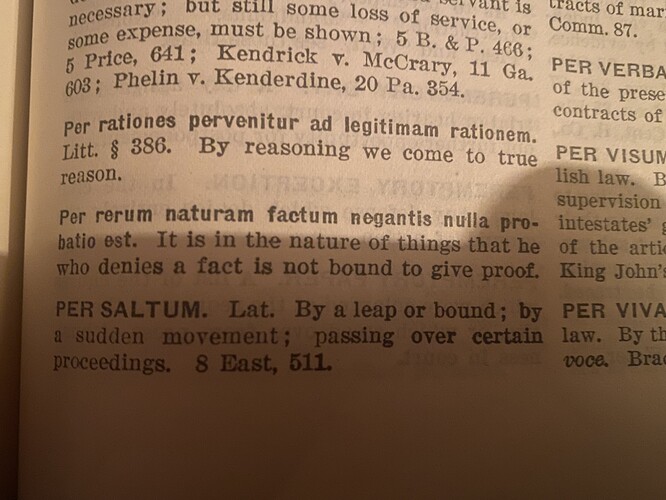 necessary; but still some loss of service, or
some expense, must be shown; 5 B. & P. 466;
5 Price, 641; Kendrick v. McCrary, 11 Ga.
603; Phelin v. Kenderdine, 20 Pa. 354.
Per rationes pervenitur ad legitimam rationem.
Litt. § 386. By reasoning we come to true
reason.
Per rerum naturam factum negantis nulla pro-
batio est. It is in the nature of things that he
who denies a fact is not bound to give proof.
PER SALTUM. Lat. By a leap or bound; by
a sudden movement; passing over certain
proceedings. 8 East, 511.
tracts of mar
Comm. 87.
PER VERBA
of the prese
contracts of
PER VISUM
lish law. B
supervision
intestates' g
of the artic
King John's
PER VIVA
law. By th
voce. Brac